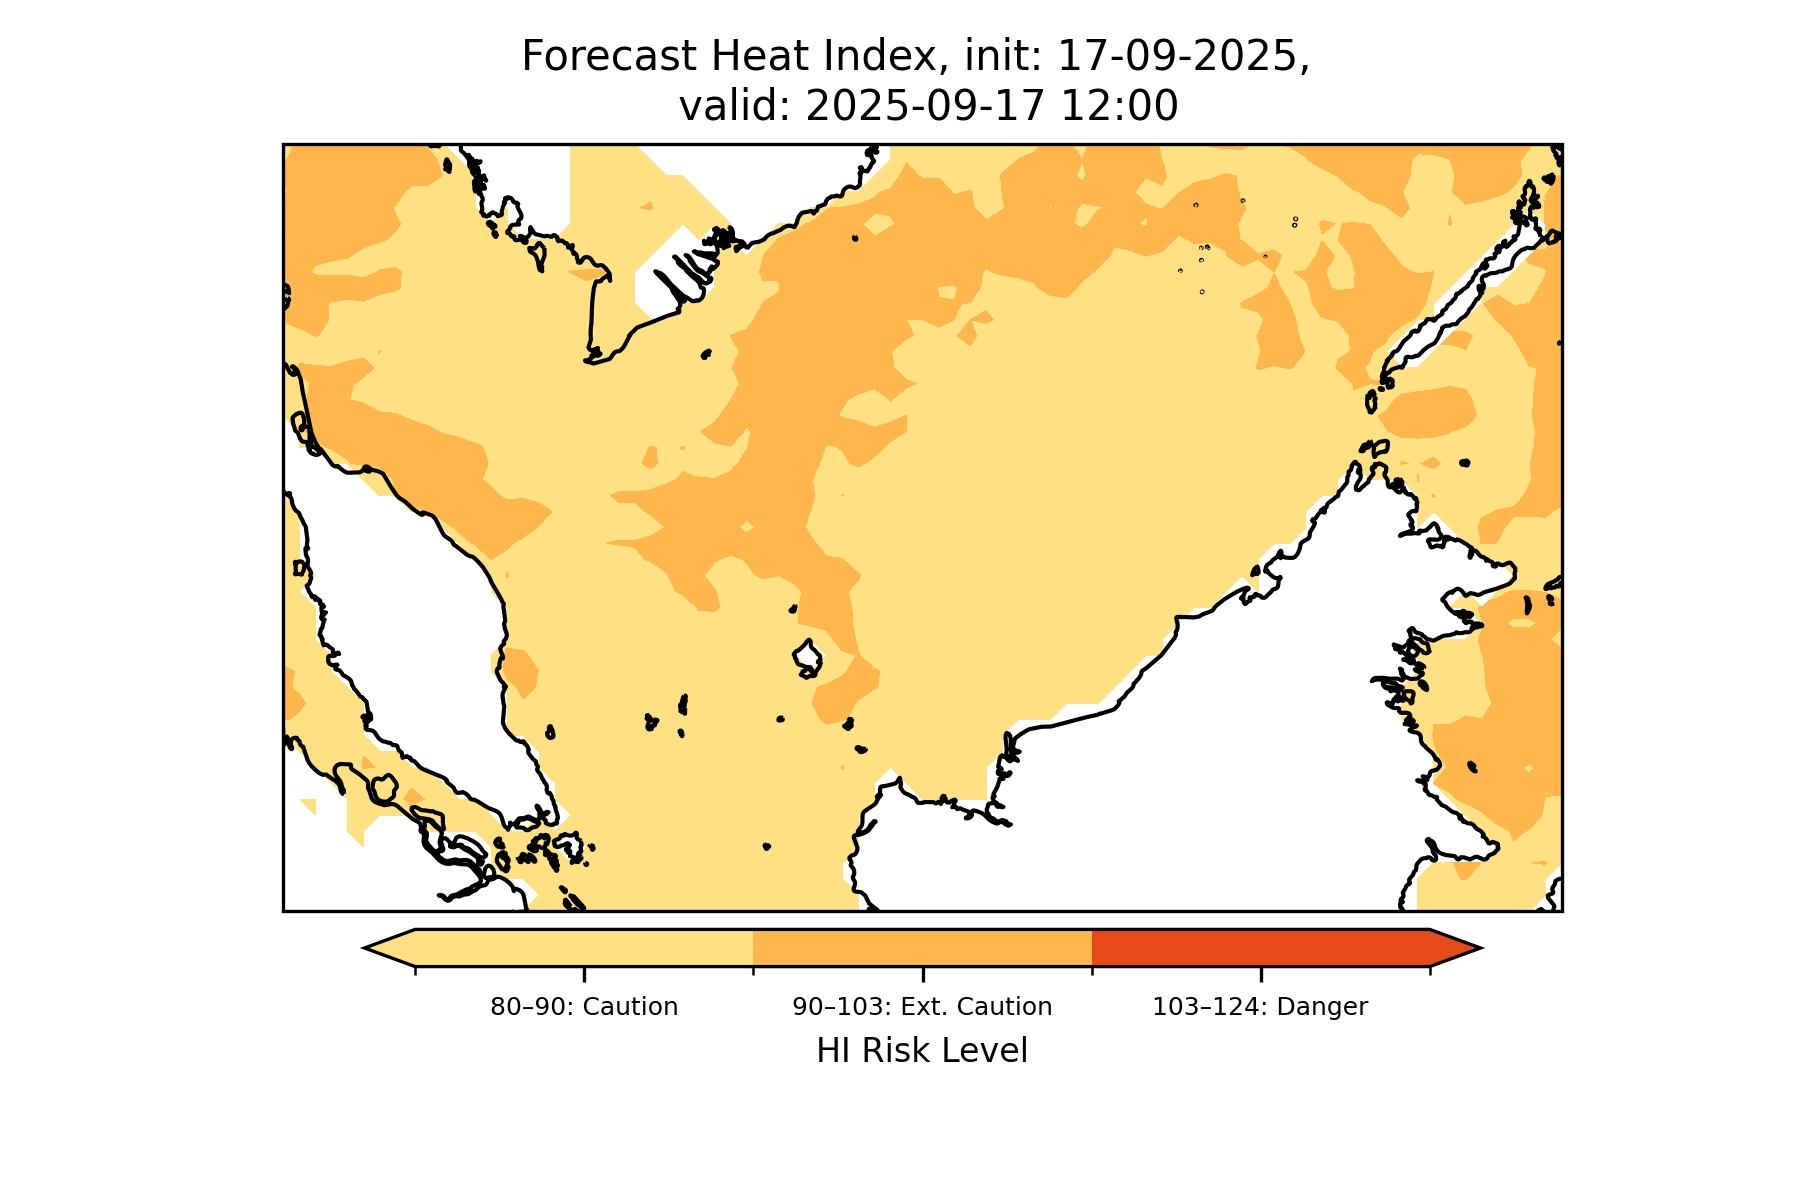 Forecast Heat Index, init: 17-09-2025,
valid: 2025-09-17 12:00
80–90: Caution
90–103: Ext. Caution
103–124: Danger
HI Risk Level